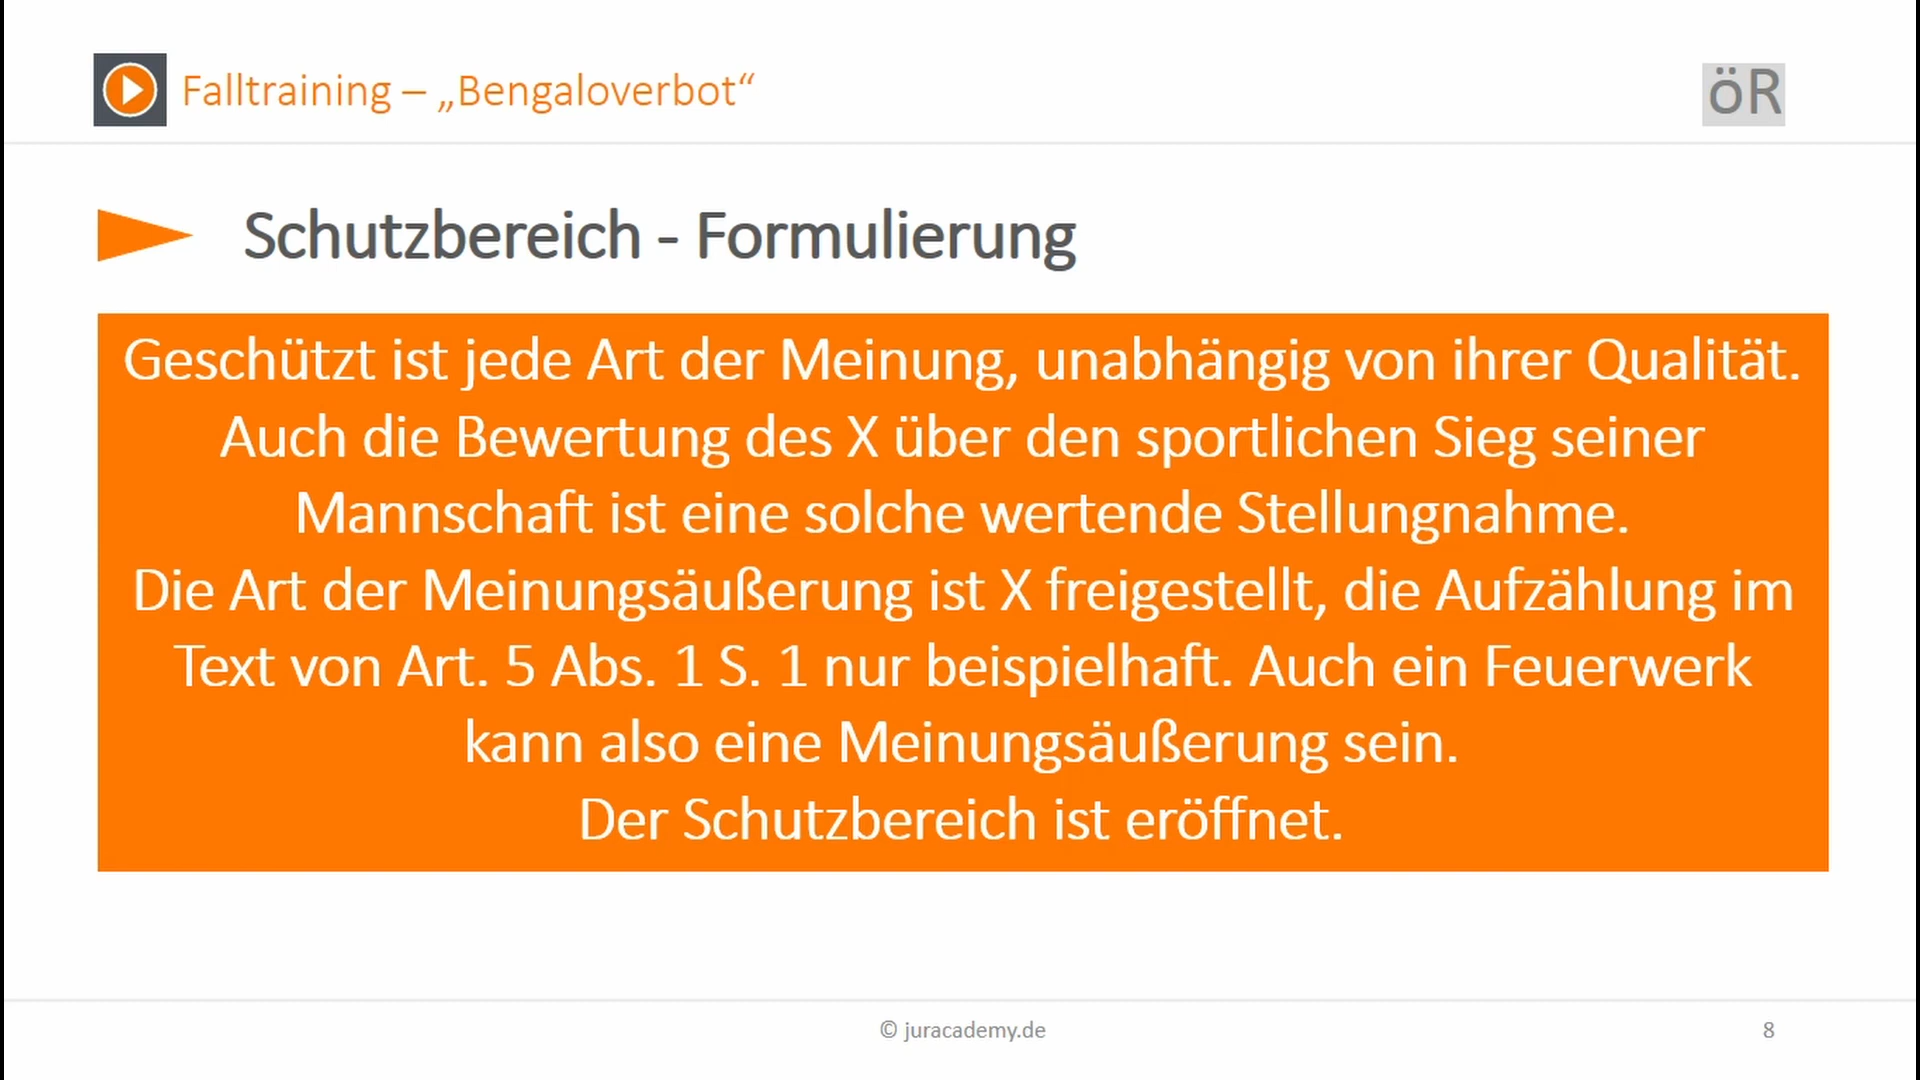 Falltraining – „Bengaloverbot“
öR
Schutzbereich - Formulierung
Geschützt ist jede Art der Meinung, unabhängig von ihrer Qualität.
Auch die Bewertung des X über den sportlichen Sieg seiner
Mannschaft ist eine solche wertende Stellungnahme.
Die Art der Meinungsäußerung ist X freigestellt, die Aufzählung im
Text von Art. 5 Abs. 1 S. 1 nur beispielhaft. Auch ein Feuerwerk
kann also eine Meinungsäußerung sein.
Der Schutzbereich ist eröffnet.
© juracademy.de
8